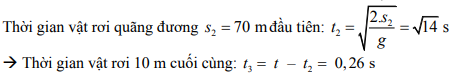 Thời gian vật rơi quãng đương s₂ = 70 m đầu tiên: t₂ = √(2.s₂/g) = √14 s
→ Thời gian vật rơi 10 m cuối cùng: t₃ = t − t₂ = 0,26 s